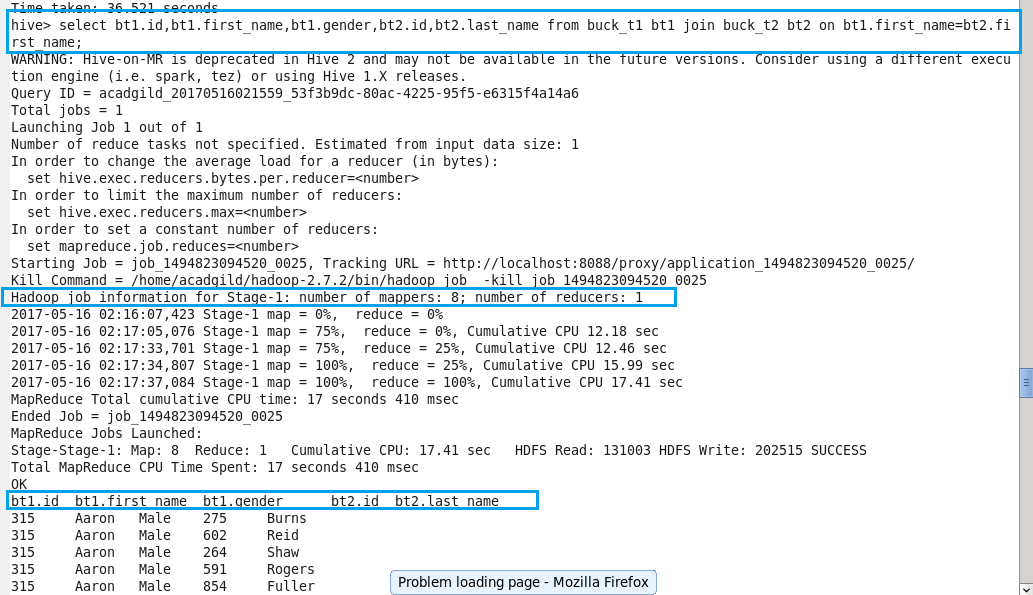 Time taken: 36.521 seconds
hive> select bt1.id,bt1.first_name,bt1.gender,bt2.id,bt2.last_name from buck_t1 bt1 join buck_t2 bt2 on bt1.first_name=bt2.fi
rst_name;
WARNING: Hive-on-MR is deprecated in Hive 2 and may not be available in the future versions. Consider using a different execu
tion engine (i.e. spark, tez) or using Hive 1.X releases.
Query ID = acadgild_20170516021559_53f3b9dc-80ac-4225-95f5-e6315f4a14a6
Total jobs = 1
Launching Job 1 out of 1
Number of reduce tasks not specified. Estimated from input data size: 1
In order to change the average load for a reducer (in bytes):
  set hive.exec.reducers.bytes.per.reducer=<number>
In order to limit the maximum number of reducers:
  set hive.exec.reducers.max=<number>
In order to set a constant number of reducers:
  set mapreduce.job.reduces=<number>
Starting Job = job_1494823094520_0025, Tracking URL = http://localhost:8088/proxy/application_1494823094520_0025/
Kill Command = /home/acadgild/hadoop-2.7.2/bin/hadoop job  -kill job_1494823094520_0025
Hadoop job information for Stage-1: number of mappers: 8; number of reducers: 1
2017-05-16 02:16:07,423 Stage-1 map = 0%,  reduce = 0%
2017-05-16 02:17:05,076 Stage-1 map = 75%,  reduce = 0%, Cumulative CPU 12.18 sec
2017-05-16 02:17:33,701 Stage-1 map = 75%,  reduce = 25%, Cumulative CPU 12.46 sec
2017-05-16 02:17:34,807 Stage-1 map = 100%,  reduce = 25%, Cumulative CPU 15.99 sec
2017-05-16 02:17:37,084 Stage-1 map = 100%,  reduce = 100%, Cumulative CPU 17.41 sec
MapReduce Total cumulative CPU time: 17 seconds 410 msec
Ended Job = job_1494823094520_0025
MapReduce Jobs Launched:
Stage-Stage-1: Map: 8  Reduce: 1   Cumulative CPU: 17.41 sec   HDFS Read: 131003 HDFS Write: 202515 SUCCESS
Total MapReduce CPU Time Spent: 17 seconds 410 msec
OK
bt1.id  bt1.first_name  bt1.gender      bt2.id  bt2.last_name
315     Aaron   Male    275     Burns
315     Aaron   Male    602     Reid
315     Aaron   Male    264     Shaw
315     Aaron   Male    591     Rogers
315     Aaron   Male    854     Fuller
Problem loading page - Mozilla Firefox